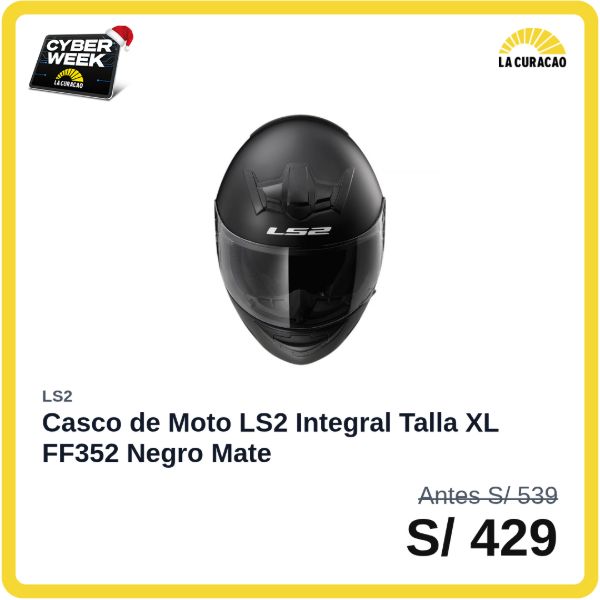 CYBER
WEEK
LA CURACAO
LA CURACAO
LS2
LS2
Casco de Moto LS2 Integral Talla XL
FF352 Negro Mate
Antes S/ 539
S/ 429